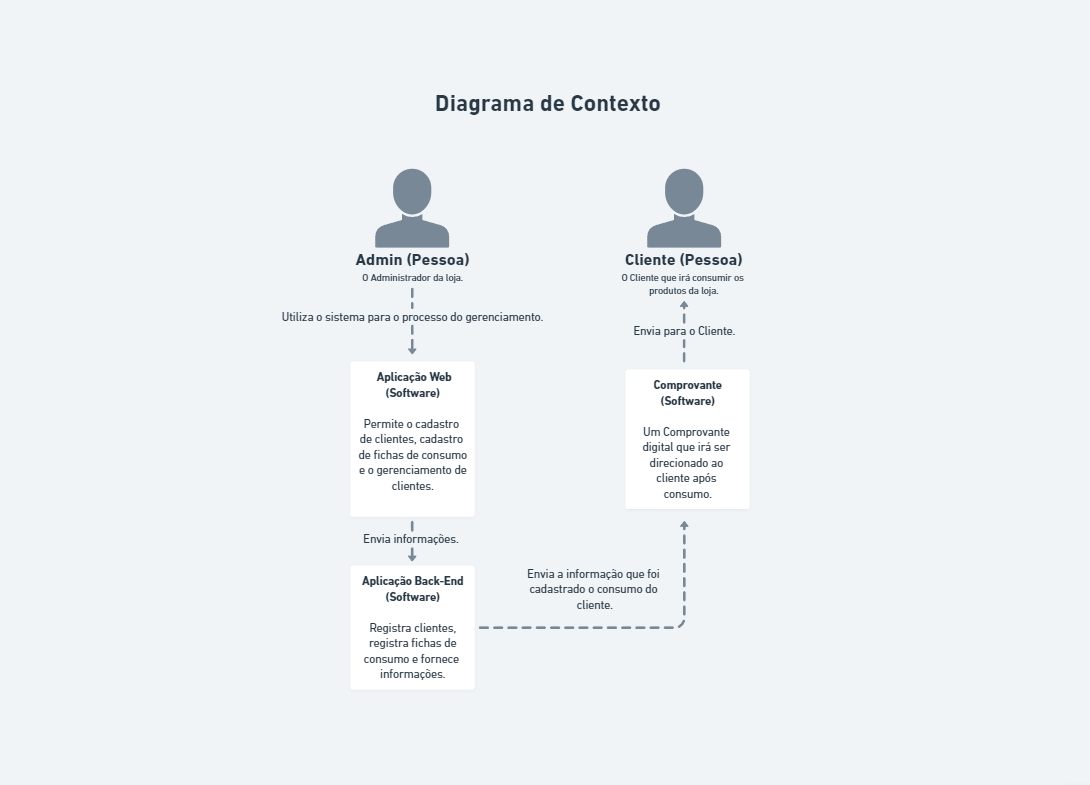 Diagrama de Contexto
Admin (Pessoa)
O Administrador da loja.
Utiliza o sistema para o processo do gerenciamento.
Aplicação Web
(Software)
Permite o cadastro
de clientes, cadastro
de fichas de consumo
e o gerenciamento de
clientes.
Envia informações.
Aplicação Back-End
(Software)
Registra clientes,
registra fichas de
consumo e fornece
informações.
Envia a informação que foi
cadastrado o consumo do
cliente.
Cliente (Pessoa)
O Cliente que irá consumir os
produtos da loja.
Envia para o Cliente.
Comprovante
(Software)
Um Comprovante
digital que irá ser
direcionado ao
cliente após
consumo.